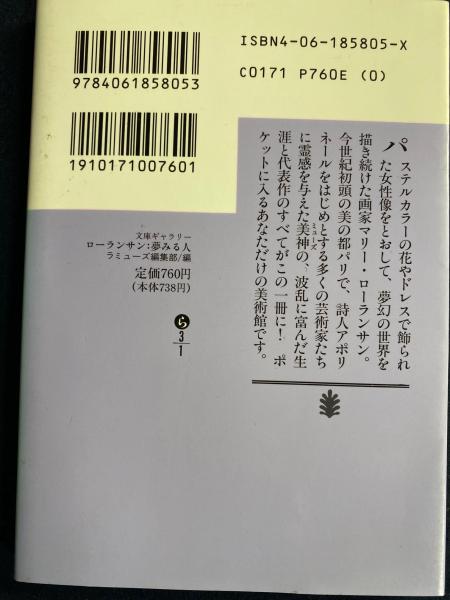 9784061858053
1910171007601
ISBN4-06-185805-X
C0171 P760E (0)
パステルカラーの花やドレスで飾られ
た女性像をとおして、夢幻の世界を
描き続けた画家マリー・ローランサン。
今世紀初頭の美の都パリで、詩人アポリ
ネールをはじめとする多くの芸術家たち
に霊感を与えた美神の、波乱に富んだ生
ミューズ
涯と代表作のすべてがこの一冊に! ポ
ケットに入るあなただけの美術館です。
文庫ギャラリー
ローランサン:夢みる人
ラミューズ編集部/編
定価760円
(本体738円)
ら
3
1